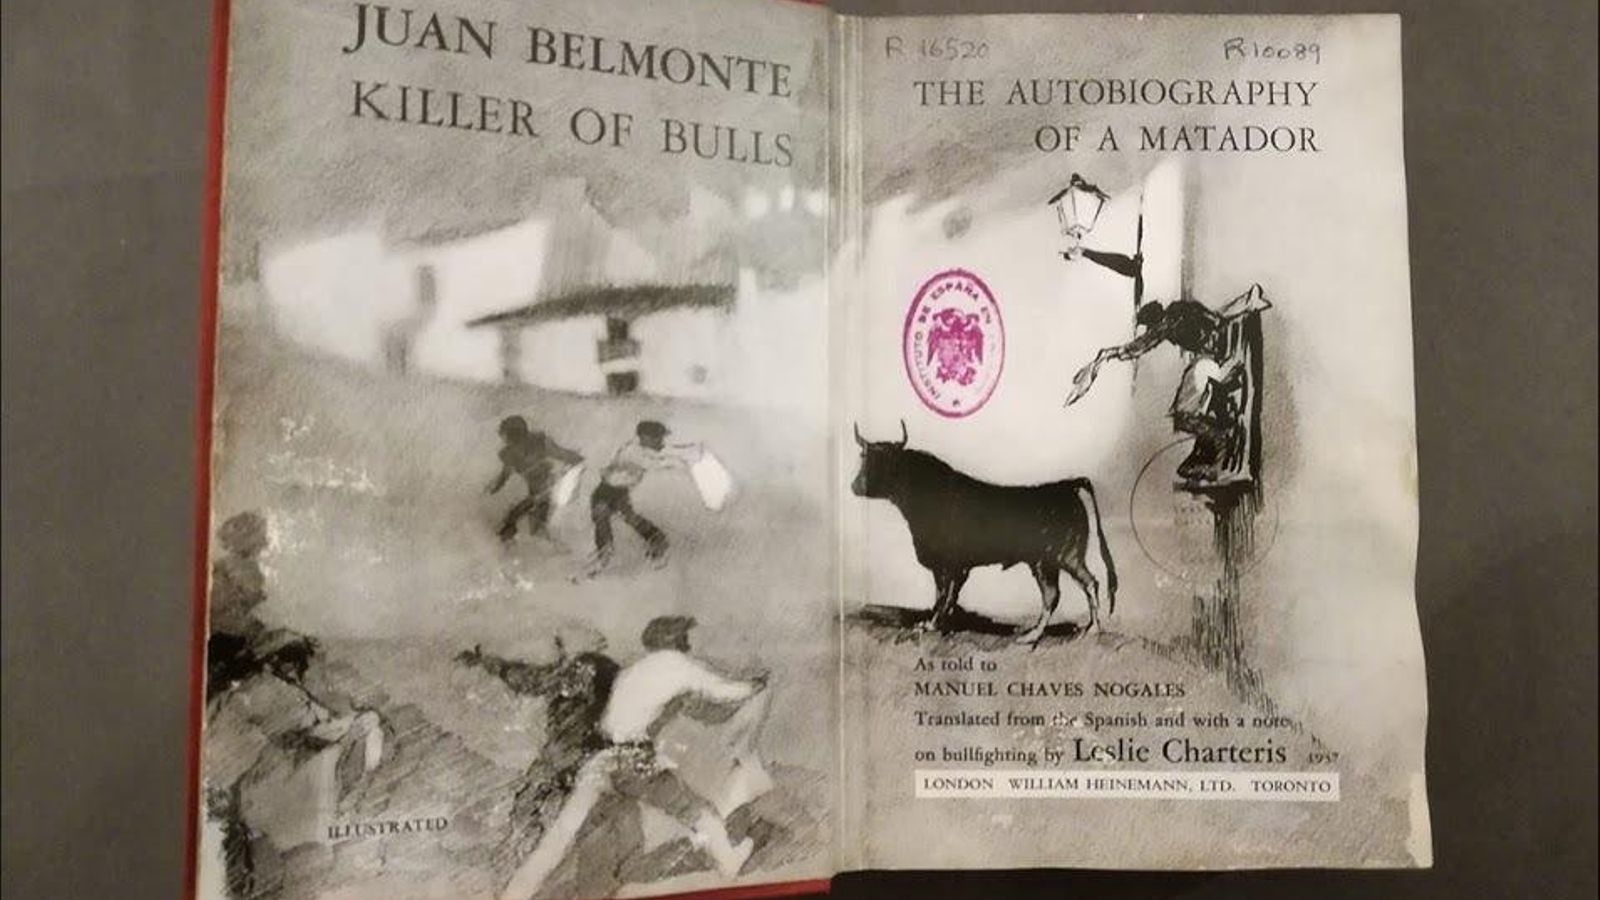 JUAN BELMONTE
KILLER OF BULLS
ILLUSTRATED
R 16520
R10089
THE AUTOBIOGRAPHY
OF A MATADOR
INSTITUTO DE ESPAÑA EN
As told to
MANUEL CHAVES NOGALES
Translated from the Spanish and with a note
on bullfighting by Leslie Charteris 1937
LONDON WILLIAM HEINEMANN, LTD. TORONTO